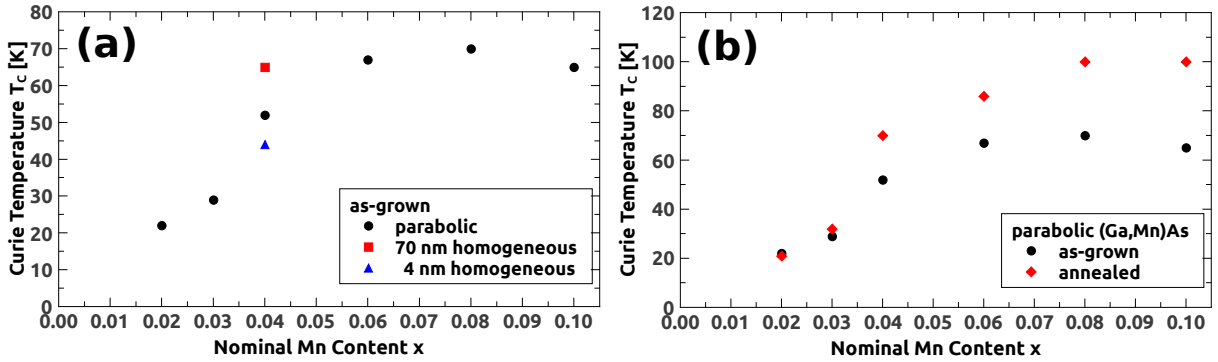 (a)
Curie Temperature Tc [K]
80
70
60
50
40
30
20
10
0
as-grown
parabolic
70 nm homogeneous
4 nm homogeneous
0.00 0.01 0.02 0.03 0.04 0.05 0.06 0.07 0.08 0.09 0.10
Nominal Mn Content x
(b)
Curie Temperature Tc [K]
120
100
80
60
40
20
0
parabolic (Ga,Mn)As
as-grown
annealed
0.00 0.01 0.02 0.03 0.04 0.05 0.06 0.07 0.08 0.09 0.10
Nominal Mn Content x